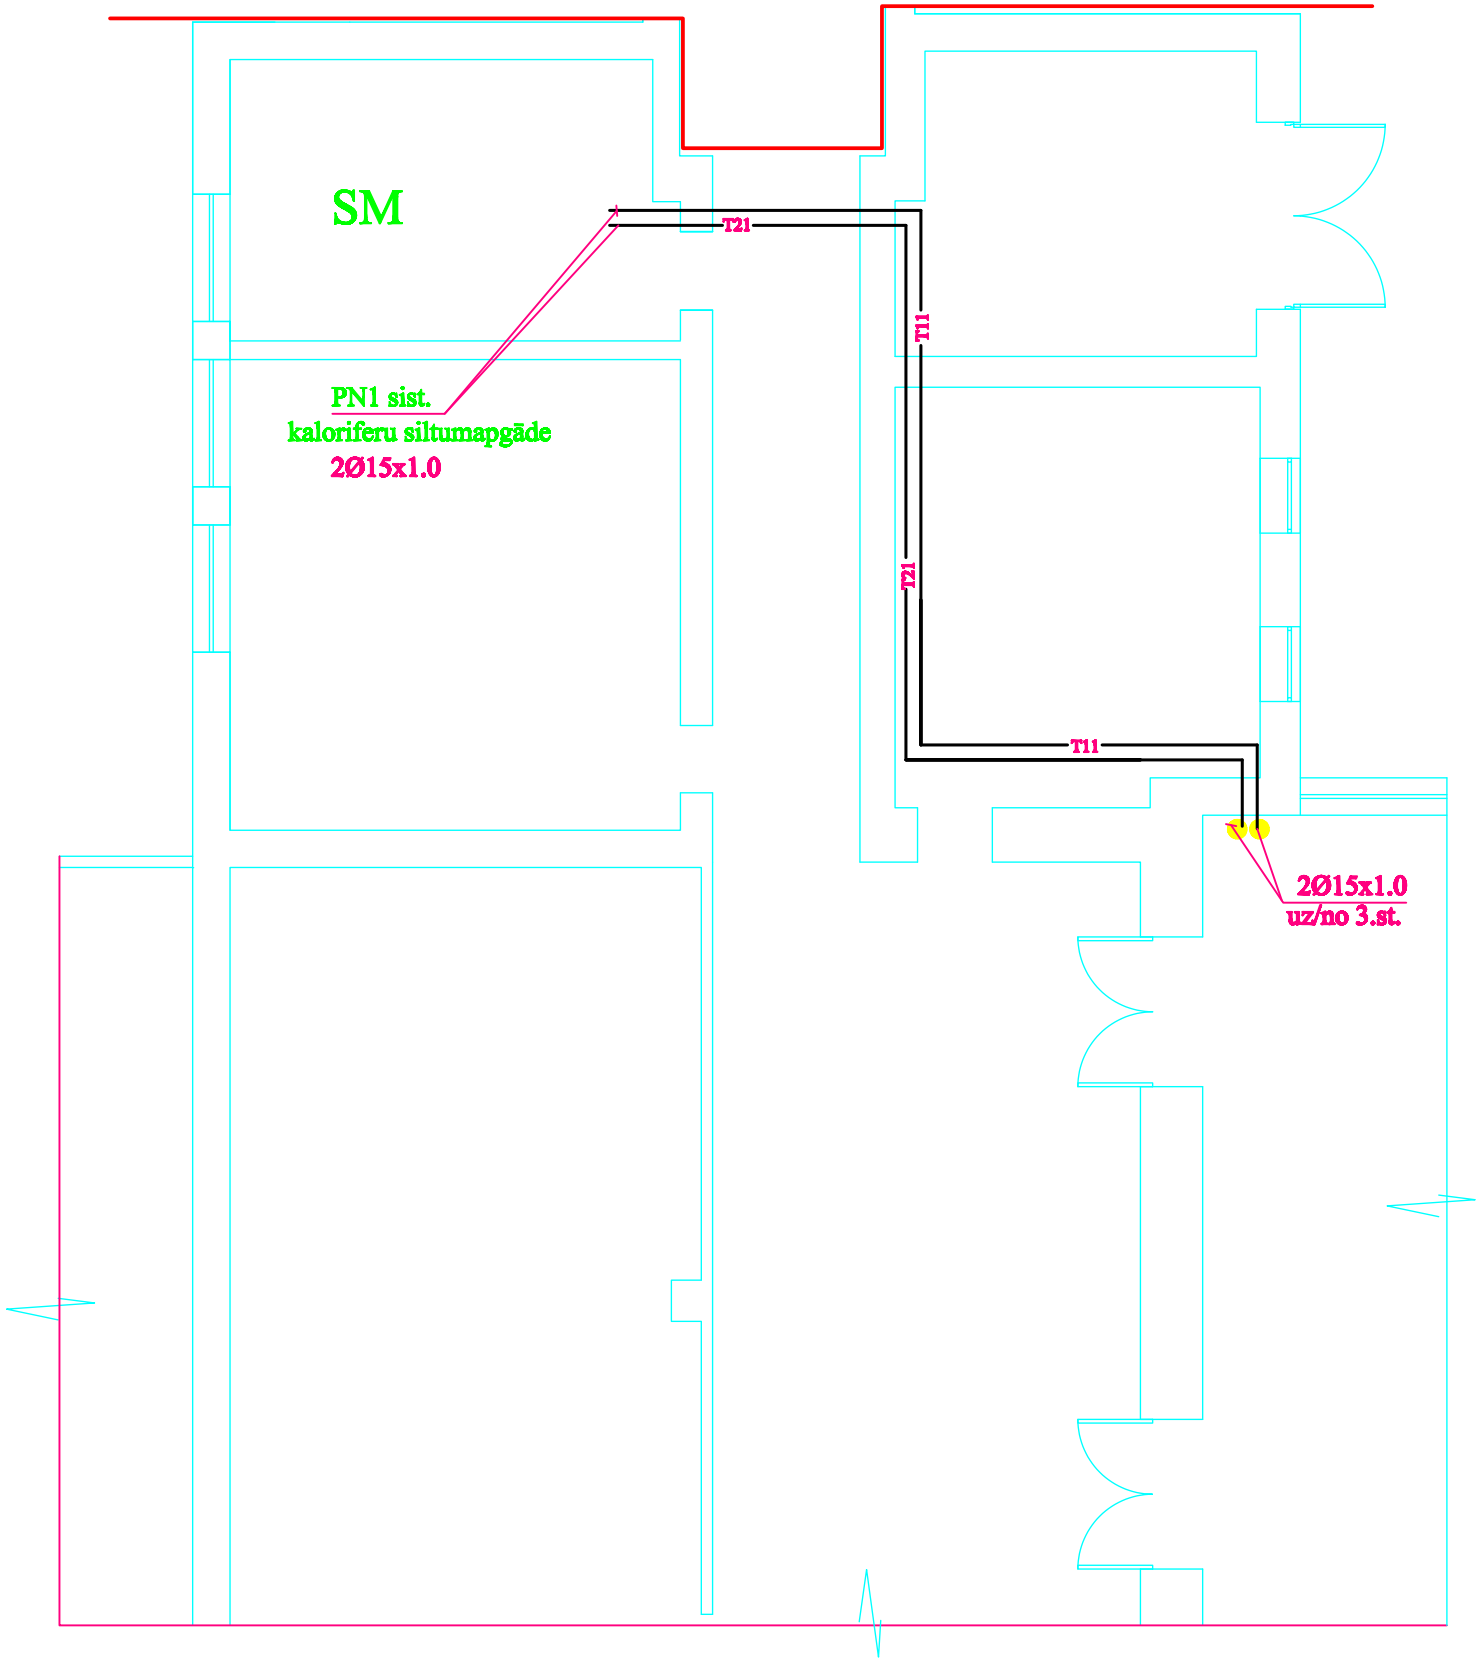 SM
T21
T11
PN1 sist.
kaloriferu siltumapgāde
2Ø15x1.0
T21
T11
2Ø15x1.0
uz/no 3.st.